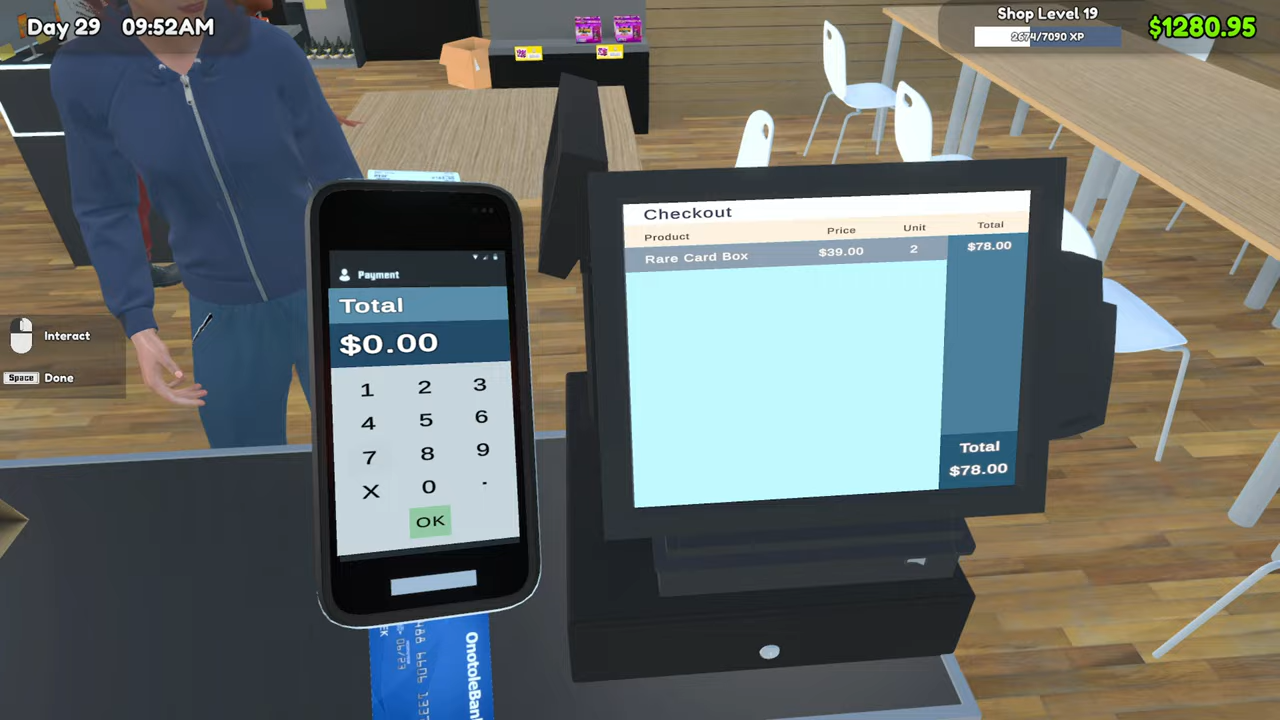 Day 29 09:52AM
Shop Level 19
2674/7090 XP
$1280.95
Interact
Space Done
Payment
Total
$0.00
1 2 3
4 5 6
7 8 9
X 0 .
OK
Checkout
Product Price Unit Total
Rare Card Box $39.00 2 $78.00
Total
$78.00
OnotoleBank